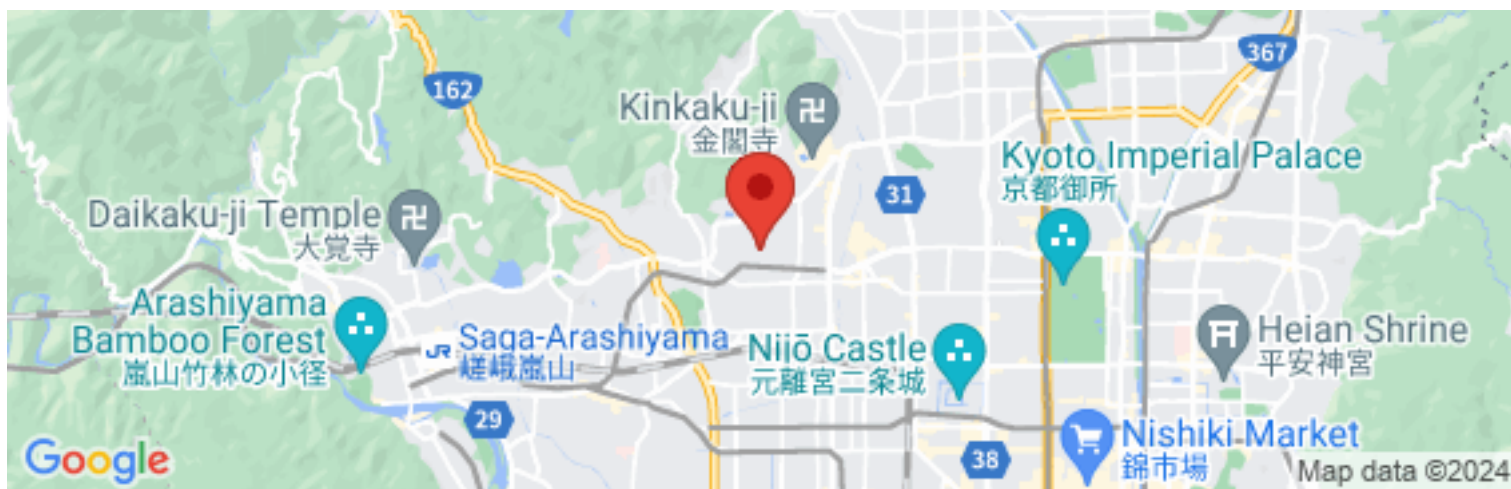 162
367
Kinkaku-ji
金閣寺
31
Kyoto Imperial Palace
京都御所
Daikaku-ji Temple
大覚寺
Arashiyama
Bamboo Forest
嵐山竹林の小径
JR
Saga-Arashiyama
嵯峨嵐山
Nijō Castle
元離宮二条城
Heian Shrine
平安神宮
29
38
Nishiki Market
錦市場
Google
Map data ©2024